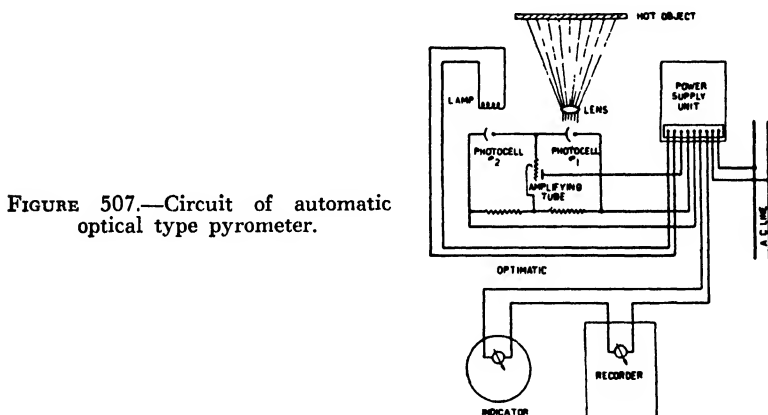 FIGURE 507.—Circuit of automatic
optical type pyrometer.
HOT OBJECT
LAMP
LENS
POWER
SUPPLY
UNIT
PHOTOCELL
#2
PHOTOCELL
#1
AMPLIFYING
TUBE
A C LINE
OPTIMATIC
INDICATOR
RECORDER